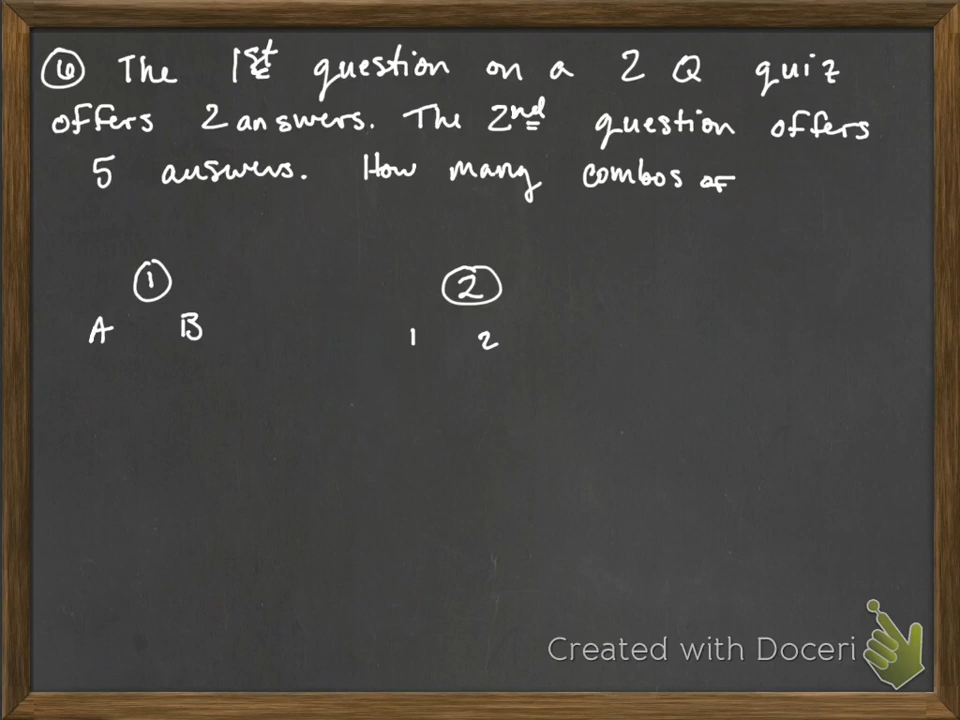 6 The 1st question on a 2 Q quiz
offers 2 answers. The 2nd question offers
5 answers. How many combos of
1 2
A B 1 2
Created with Doceri